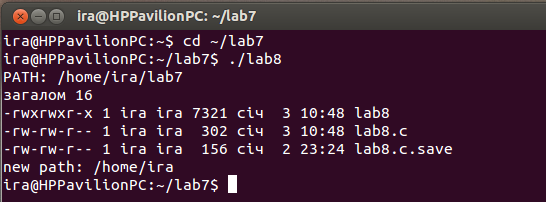 ira@HPPavilionPC: ~/lab7
ira@HPPavilionPC:~$ cd ~/lab7
ira@HPPavilionPC:~/lab7$ ./lab8
PATH: /home/ira/lab7
загалом 16
-rwxrwxr-x 1 ira ira 7321 січ  3 10:48 lab8
-rw-rw-r-- 1 ira ira  302 січ  3 10:48 lab8.c
-rw-rw-r-- 1 ira ira  156 січ  2 23:24 lab8.c.save
new path: /home/ira
ira@HPPavilionPC:~/lab7$